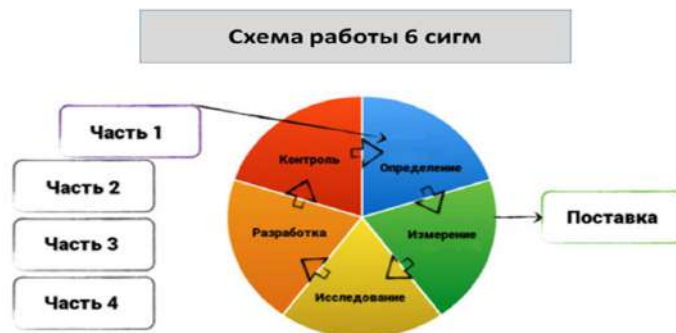 Схема работы 6 сигм
Часть 1
Часть 2
Часть 3
Часть 4
Контроль
Определение
Разработка
Измерение
Исследование
Поставка